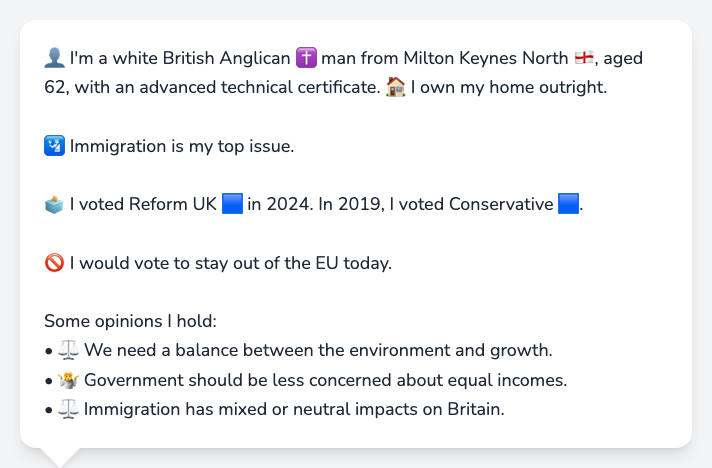 👤 I'm a white British Anglican ✝️ man from Milton Keynes North 🏴󠁧󠁢󠁥󠁮󠁧󠁿, aged
62, with an advanced technical certificate. 🏠 I own my home outright.
🛂 Immigration is my top issue.
🗳️ I voted Reform UK 🟦 in 2024. In 2019, I voted Conservative 🟦.
🚫 I would vote to stay out of the EU today.
Some opinions I hold:
• ⚖️ We need a balance between the environment and growth.
• 🤷 Government should be less concerned about equal incomes.
• ⚖️ Immigration has mixed or neutral impacts on Britain.